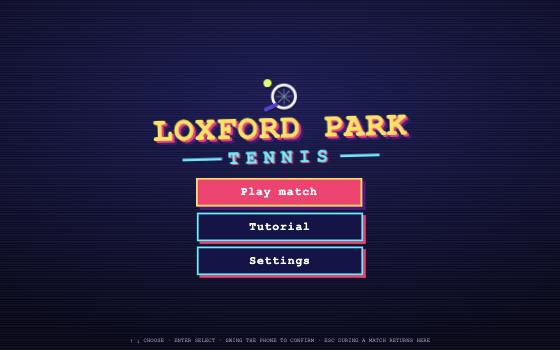 LOXFORD PARK
TENNIS
Play match
Tutorial
Settings
↑ ↓ CHOOSE · ENTER SELECT · SWING THE PHONE TO CONFIRM · ESC DURING A MATCH RETURNS HERE